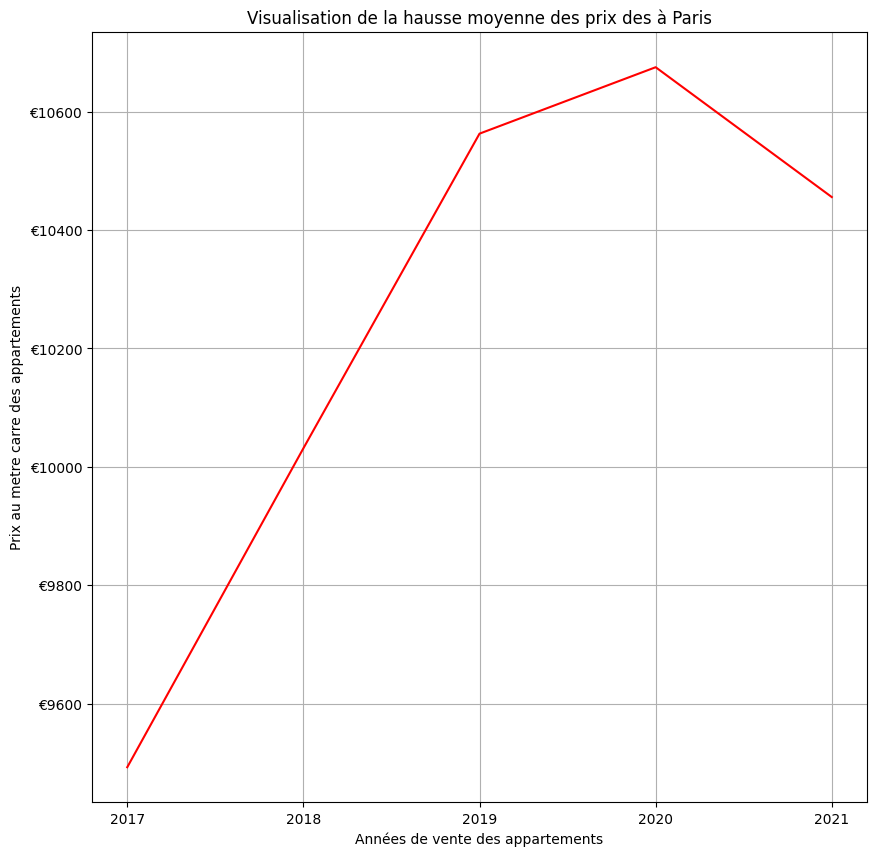 Visualisation de la hausse moyenne des prix des à Paris
€10600
€10400
€10200
€10000
€9800
€9600
Prix au metre carre des appartements
2017 2018 2019 2020 2021
Années de vente des appartements